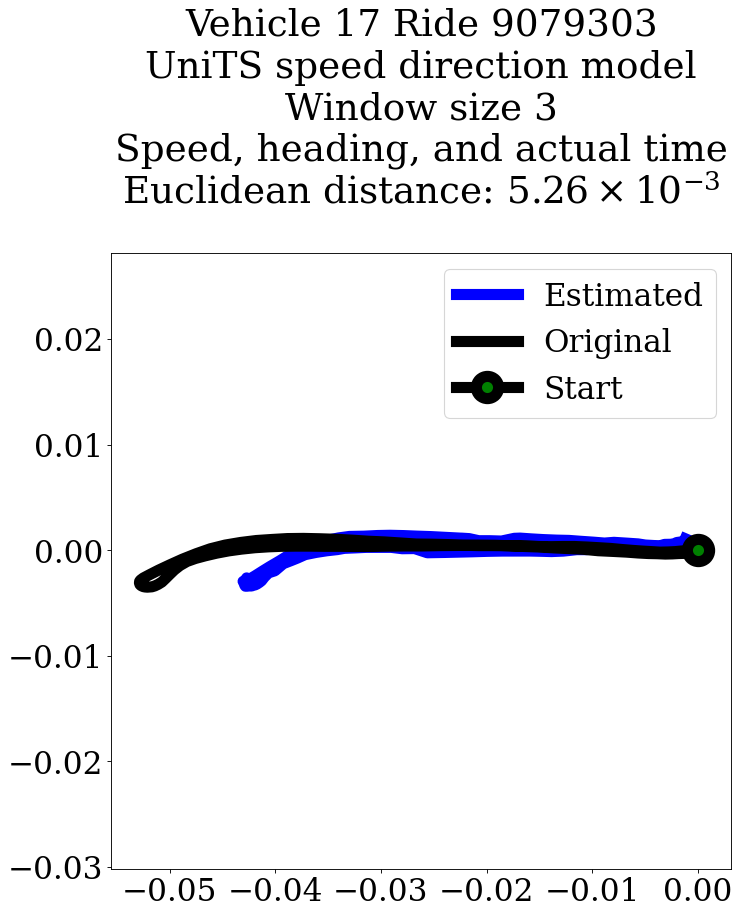 Vehicle 17 Ride 9079303
UniTS speed direction model
Window size 3
Speed, heading, and actual time
Euclidean distance: 5.26 × 10⁻³
Estimated
Original
Start
0.02
0.01
0.00
−0.01
−0.02
−0.03
−0.05 −0.04 −0.03 −0.02 −0.01 0.00